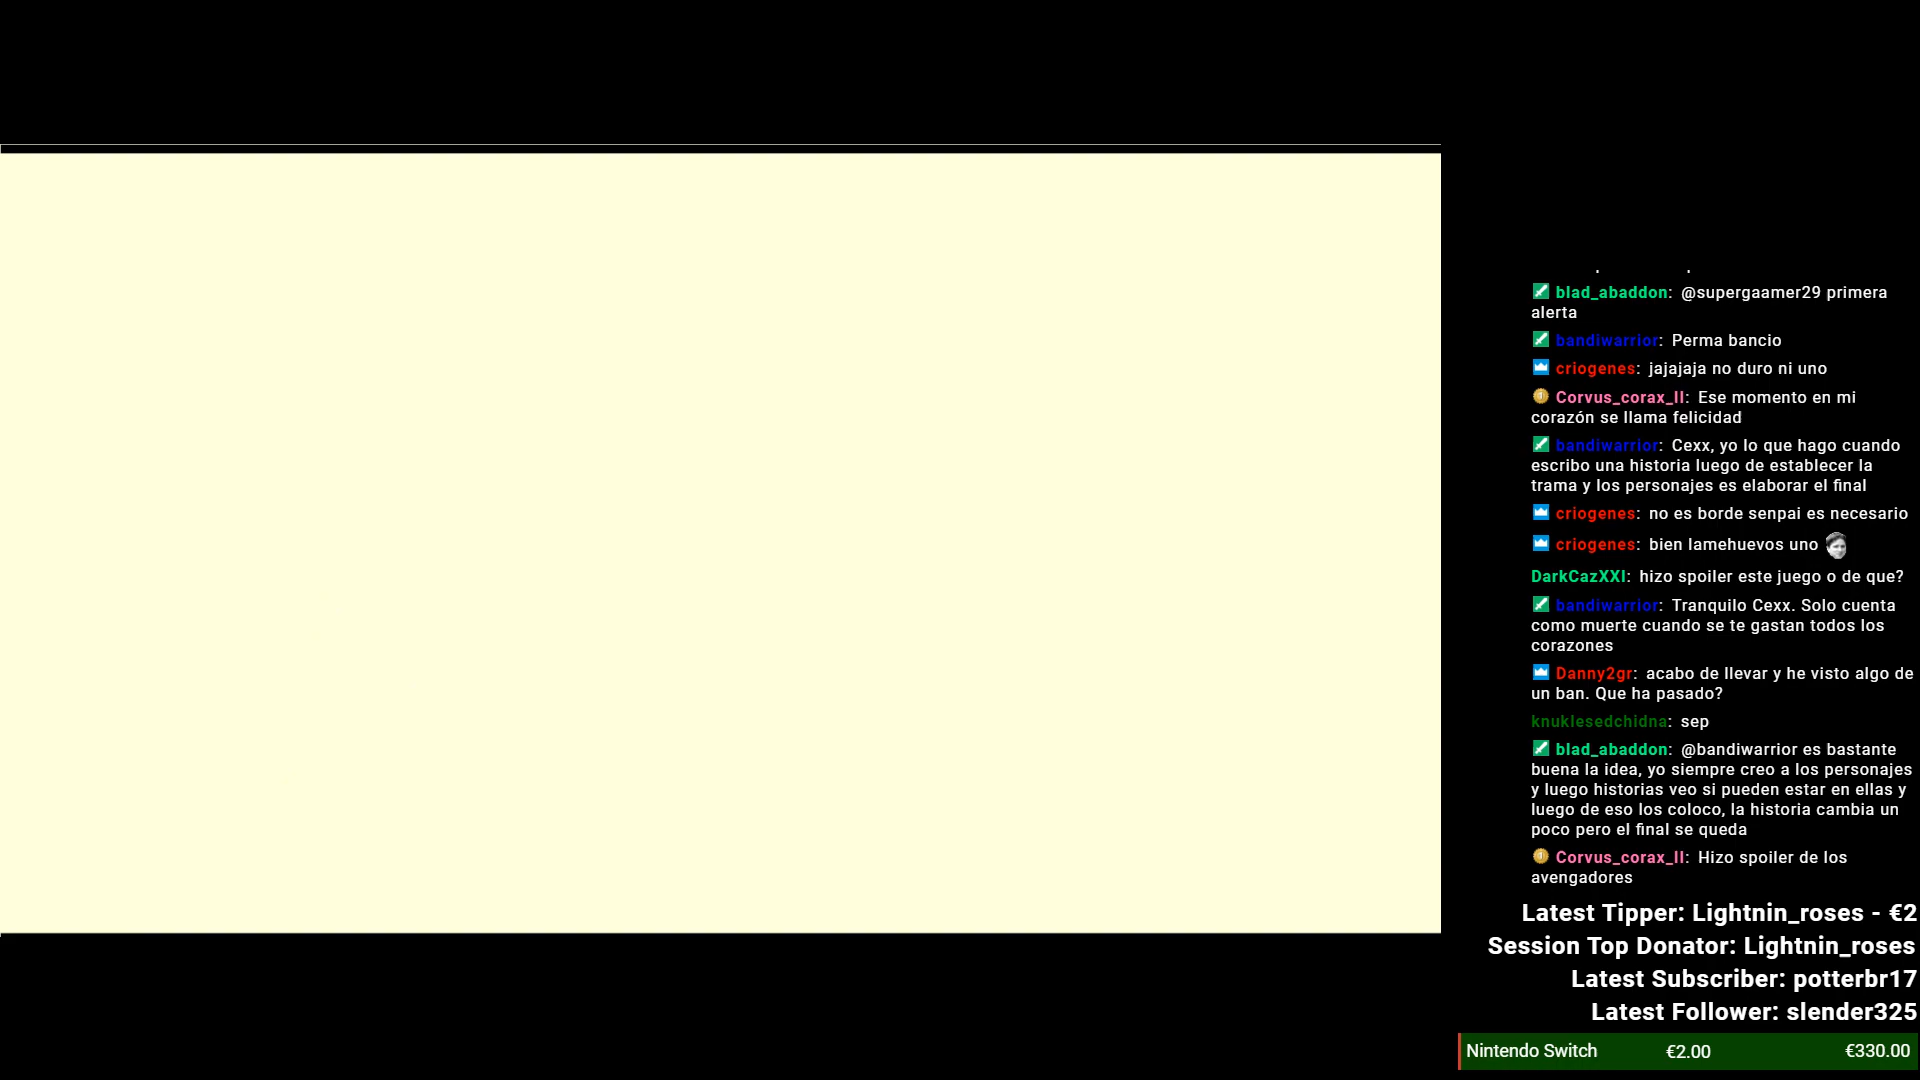 blad_abaddon: @supergaamer29 primera
alerta
bandiwarrior: Perma bancio
criogenes: jajajaja no duro ni uno
Corvus_corax_II: Ese momento en mi
corazón se llama felicidad
bandiwarrior: Cexx, yo lo que hago cuando
escribo una historia luego de establecer la
trama y los personajes es elaborar el final
criogenes: no es borde senpai es necesario
criogenes: bien lamehuevos uno
DarkCazXXI: hizo spoiler este juego o de que?
bandiwarrior: Tranquilo Cexx. Solo cuenta
como muerte cuando se te gastan todos los
corazones
Danny2gr: acabo de llevar y he visto algo de
un ban. Que ha pasado?
knuklesedchidna: sep
blad_abaddon: @bandiwarrior es bastante
buena la idea, yo siempre creo a los personajes
y luego historias veo si pueden estar en ellas y
luego de eso los coloco, la historia cambia un
poco pero el final se queda
Corvus_corax_II: Hizo spoiler de los
avengadores
Latest Tipper: Lightnin_roses - €2
Session Top Donator: Lightnin_roses
Latest Subscriber: potterbr17
Latest Follower: slender325
Nintendo Switch €2.00 €330.00